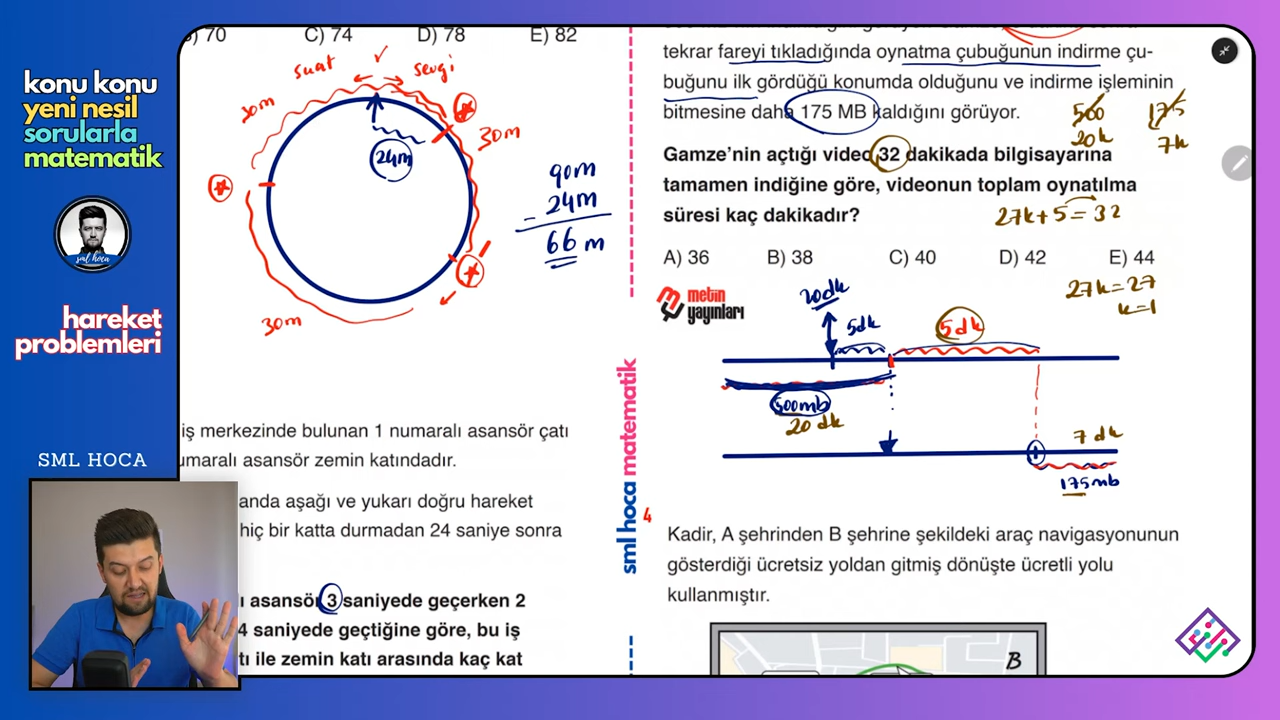 konu konu
yeni nesil
sorularla
matematik
sml HOCA
hareket
problemleri
SML HOCA
70
C) 74
D) 78
E) 82
suat
sevgi
30m
30m
24m
30m
90m
24m
- 
66 m
iş merkezinde bulunan 1 numaralı asansör çatı
umaralı asansör zemin katındadır.
anda aşağı ve yukarı doğru hareket
hiç bir katta durmadan 24 saniye sonra
ı asansör 3 saniyede geçerken 2
4 saniyede geçtiğine göre, bu iş
tı ile zemin katı arasında kaç kat
sml hoca matematik
tekrar fareyi tıkladığında oynatma çubuğunun indirme çu-
buğunu ilk gördüğü konumda olduğunu ve indirme işleminin
bitmesine daha 175 MB kaldığını görüyor.
500
175
20k
7k
Gamze'nin açtığı video 32 dakikada bilgisayarına
tamamen indiğine göre, videonun toplam oynatılma
süresi kaç dakikadır?
27k + 5 = 32
A) 36
B) 38
C) 40
D) 42
E) 44
27k = 27
k = 1
metin
yayınları
20dk
5dk
5dk
500mb
20 dk
7 dk
175mb
4
Kadir, A şehrinden B şehrine şekildeki araç navigasyonunun
gösterdiği ücretsiz yoldan gitmiş dönüşte ücretli yolu
kullanmıştır.
B